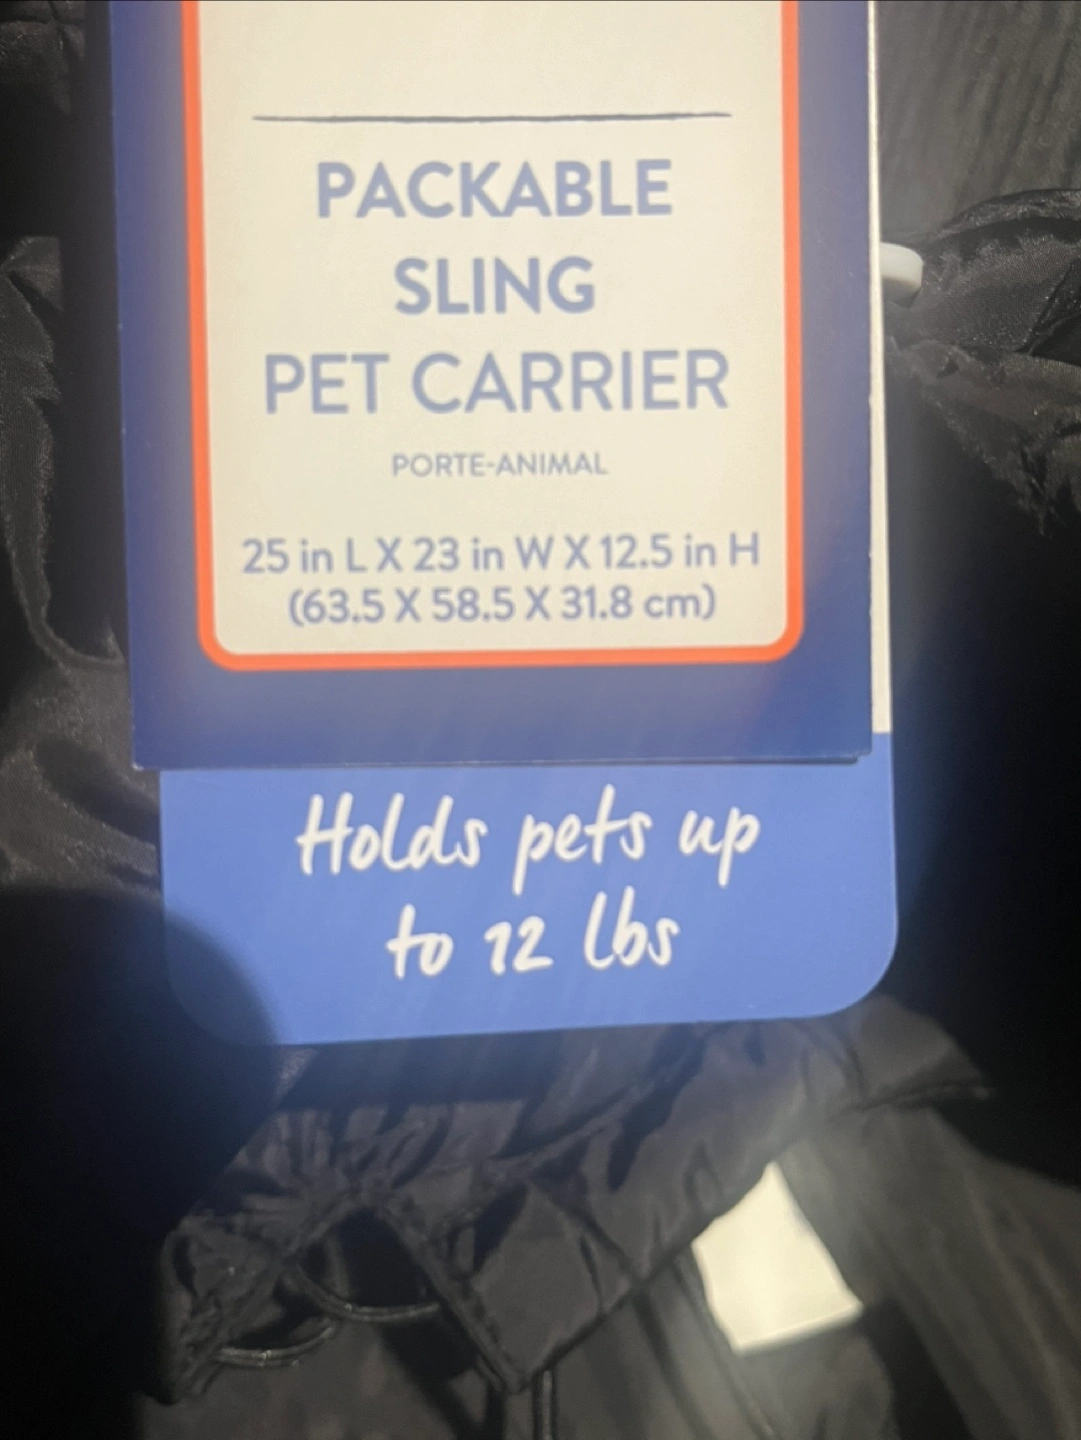 PACKABLE
SLING
PET CARRIER
PORTE-ANIMAL
25 in L X 23 in W X 12.5 in H
(63.5 X 58.5 X 31.8 cm)
Holds pets up
to 12 lbs